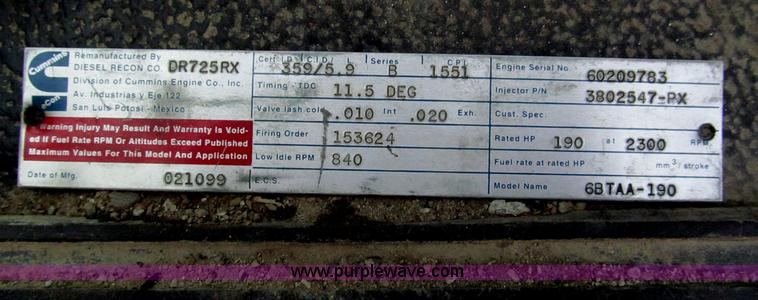 Cummins
Recon
Remanufactured By
DIESEL RECON CO. DR725RX
Division of Cummins Engine Co., Inc.
Av. Industrias y Eje 122
San Luis Potosi - Mexico
Warning Injury May Result And Warranty Is Void-
ed If Fuel Rate RPM Or Altitudes Exceed Published
Maximum Values For This Model And Application
Date of Mfg. 021099
C I D / L Series CPL
359/5.9 B 1551
Timing - TDC 11.5 DEG
Valve lash cold .010 Int .020 Exh.
Firing Order 153624
Low Idle RPM 840
E.C.S.
Engine Serial No. 60209783
Injector P/N 3802547-PX
Cust. Spec.
Rated HP 190 at 2300 RPM
Fuel rate at rated HP mm³/stroke
Model Name 6BTAA-190
www.purplewave.com